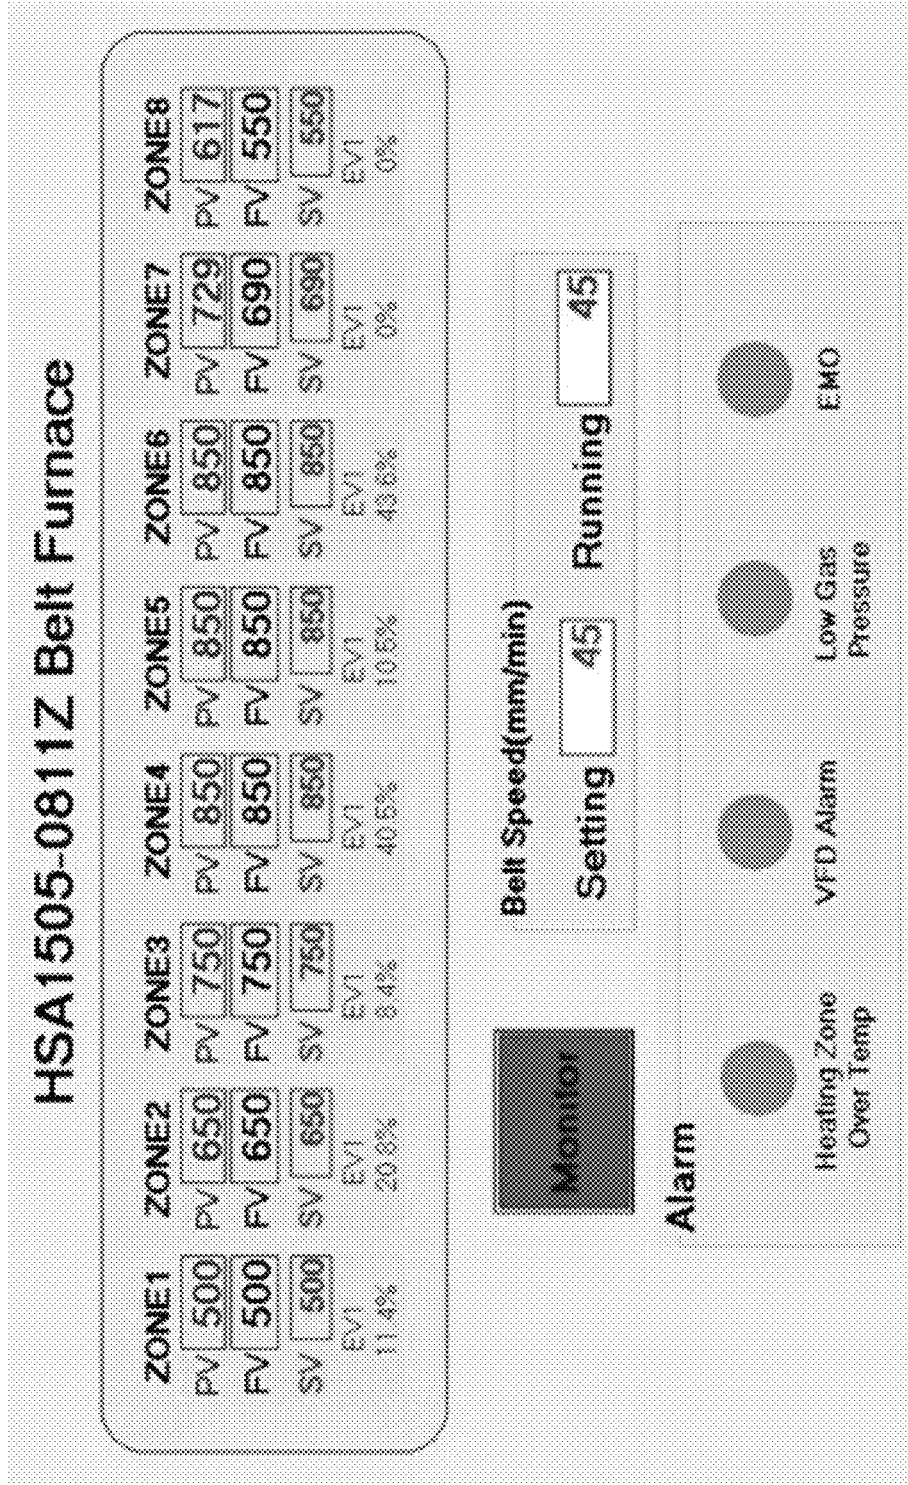 HSA1505-0811Z Belt Furnace
ZONE1 ZONE2 ZONE3 ZONE4 ZONE5 ZONE6 ZONE7 ZONE8
PV 500 PV 650 PV 750 PV 850 PV 850 PV 850 PV 729 PV 617
FV 500 FV 650 FV 750 FV 850 FV 850 FV 850 FV 690 FV 550
SV 500 SV 650 SV 750 SV 850 SV 850 SV 850 SV 690 SV 550
EV1 EV1 EV1 EV1 EV1 EV1 EV1 EV1
11.4% 20.8% 8.4% 40.6% 10.6% 43.6% 0% 0%
Belt Speed(mm/min)
Monitor
Setting 45 Running 45
Alarm
Heating Zone
Over Temp
VFD Alarm
Low Gas
Pressure
EMO